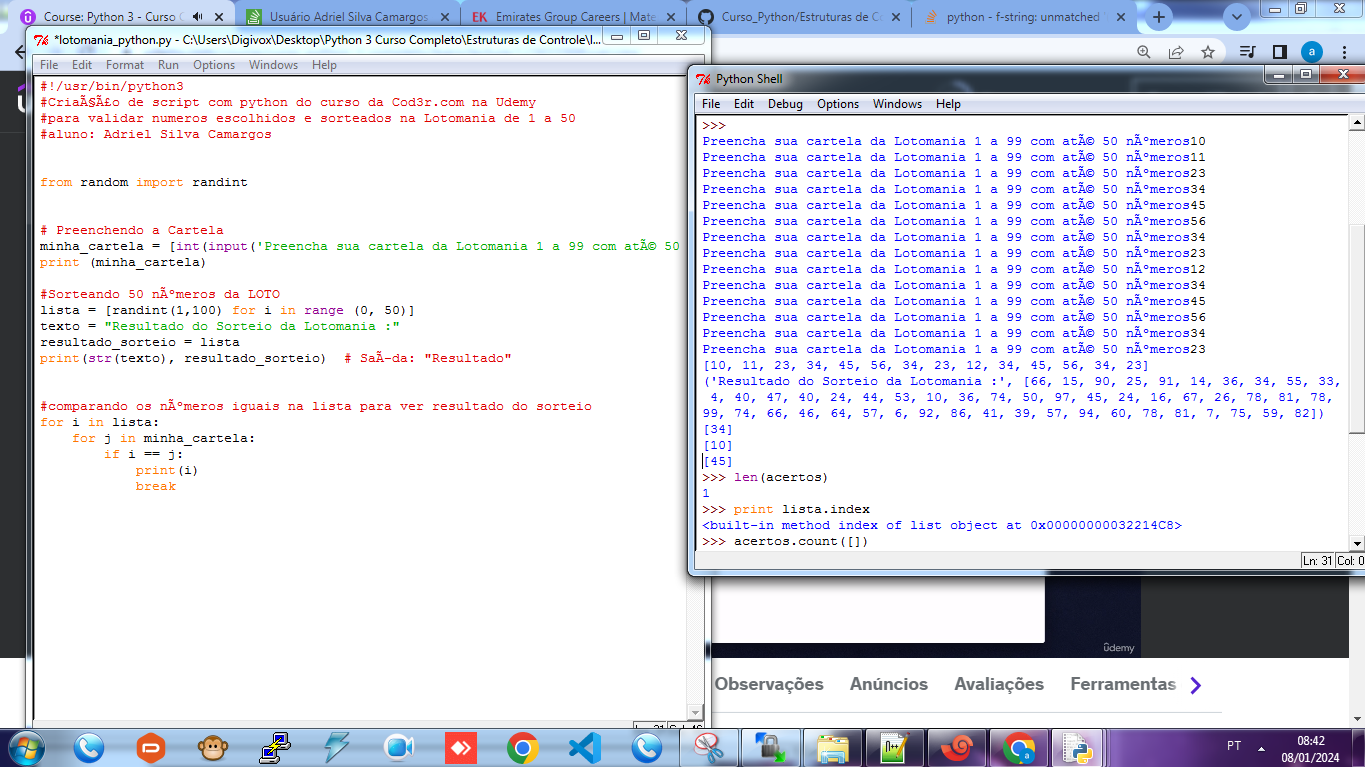 Course: Python 3 - Curso C
Usuário Adriel Silva Camargos
EK Emirates Group Careers | Mate
Curso_Python/Estruturas de C
python - f-string: unmatched '
*lotomania_python.py - C:\Users\Digivox\Desktop\Python 3 Curso Completo\Estruturas de Controle\l...
File Edit Format Run Options Windows Help
#!/usr/bin/python3
#CriaÃ§Ã£o de script com python do curso da Cod3r.com na Udemy
#para validar numeros escolhidos e sorteados na Lotomania de 1 a 50
#aluno: Adriel Silva Camargos
from random import randint
# Preenchendo a Cartela
minha_cartela = [int(input('Preencha sua cartela da Lotomania 1 a 99 com atÃ© 50
print (minha_cartela)
#Sorteando 50 nÃºmeros da LOTO
lista = [randint(1,100) for i in range (0, 50)]
texto = "Resultado do Sorteio da Lotomania :"
resultado_sorteio = lista
print(str(texto), resultado_sorteio)  # SaÃ-da: "Resultado"
#comparando os nÃºmeros iguais na lista para ver resultado do sorteio
for i in lista:
    for j in minha_cartela:
        if i == j:
            print(i)
            break
a
Python Shell
File Edit Debug Options Windows Help
>>>
Preencha sua cartela da Lotomania 1 a 99 com atÃ© 50 nÃºmeros10
Preencha sua cartela da Lotomania 1 a 99 com atÃ© 50 nÃºmeros11
Preencha sua cartela da Lotomania 1 a 99 com atÃ© 50 nÃºmeros23
Preencha sua cartela da Lotomania 1 a 99 com atÃ© 50 nÃºmeros34
Preencha sua cartela da Lotomania 1 a 99 com atÃ© 50 nÃºmeros45
Preencha sua cartela da Lotomania 1 a 99 com atÃ© 50 nÃºmeros56
Preencha sua cartela da Lotomania 1 a 99 com atÃ© 50 nÃºmeros34
Preencha sua cartela da Lotomania 1 a 99 com atÃ© 50 nÃºmeros23
Preencha sua cartela da Lotomania 1 a 99 com atÃ© 50 nÃºmeros12
Preencha sua cartela da Lotomania 1 a 99 com atÃ© 50 nÃºmeros34
Preencha sua cartela da Lotomania 1 a 99 com atÃ© 50 nÃºmeros45
Preencha sua cartela da Lotomania 1 a 99 com atÃ© 50 nÃºmeros56
Preencha sua cartela da Lotomania 1 a 99 com atÃ© 50 nÃºmeros34
Preencha sua cartela da Lotomania 1 a 99 com atÃ© 50 nÃºmeros23
[10, 11, 23, 34, 45, 56, 34, 23, 12, 34, 45, 56, 34, 23]
('Resultado do Sorteio da Lotomania :', [66, 15, 90, 25, 91, 14, 36, 34, 55, 33,
4, 40, 47, 40, 24, 44, 53, 10, 36, 74, 50, 97, 45, 24, 16, 67, 26, 78, 81, 78,
99, 74, 66, 46, 64, 57, 6, 92, 86, 41, 39, 57, 94, 60, 78, 81, 7, 75, 59, 82])
[34]
[10]
[45]
>>> len(acertos)
1
>>> print lista.index
<built-in method index of list object at 0x00000000032214C8>
>>> acertos.count([])
Ln: 31 Col: 0
udemy
Observações Anúncios Avaliações Ferramentas
PT
08:42
08/01/2024